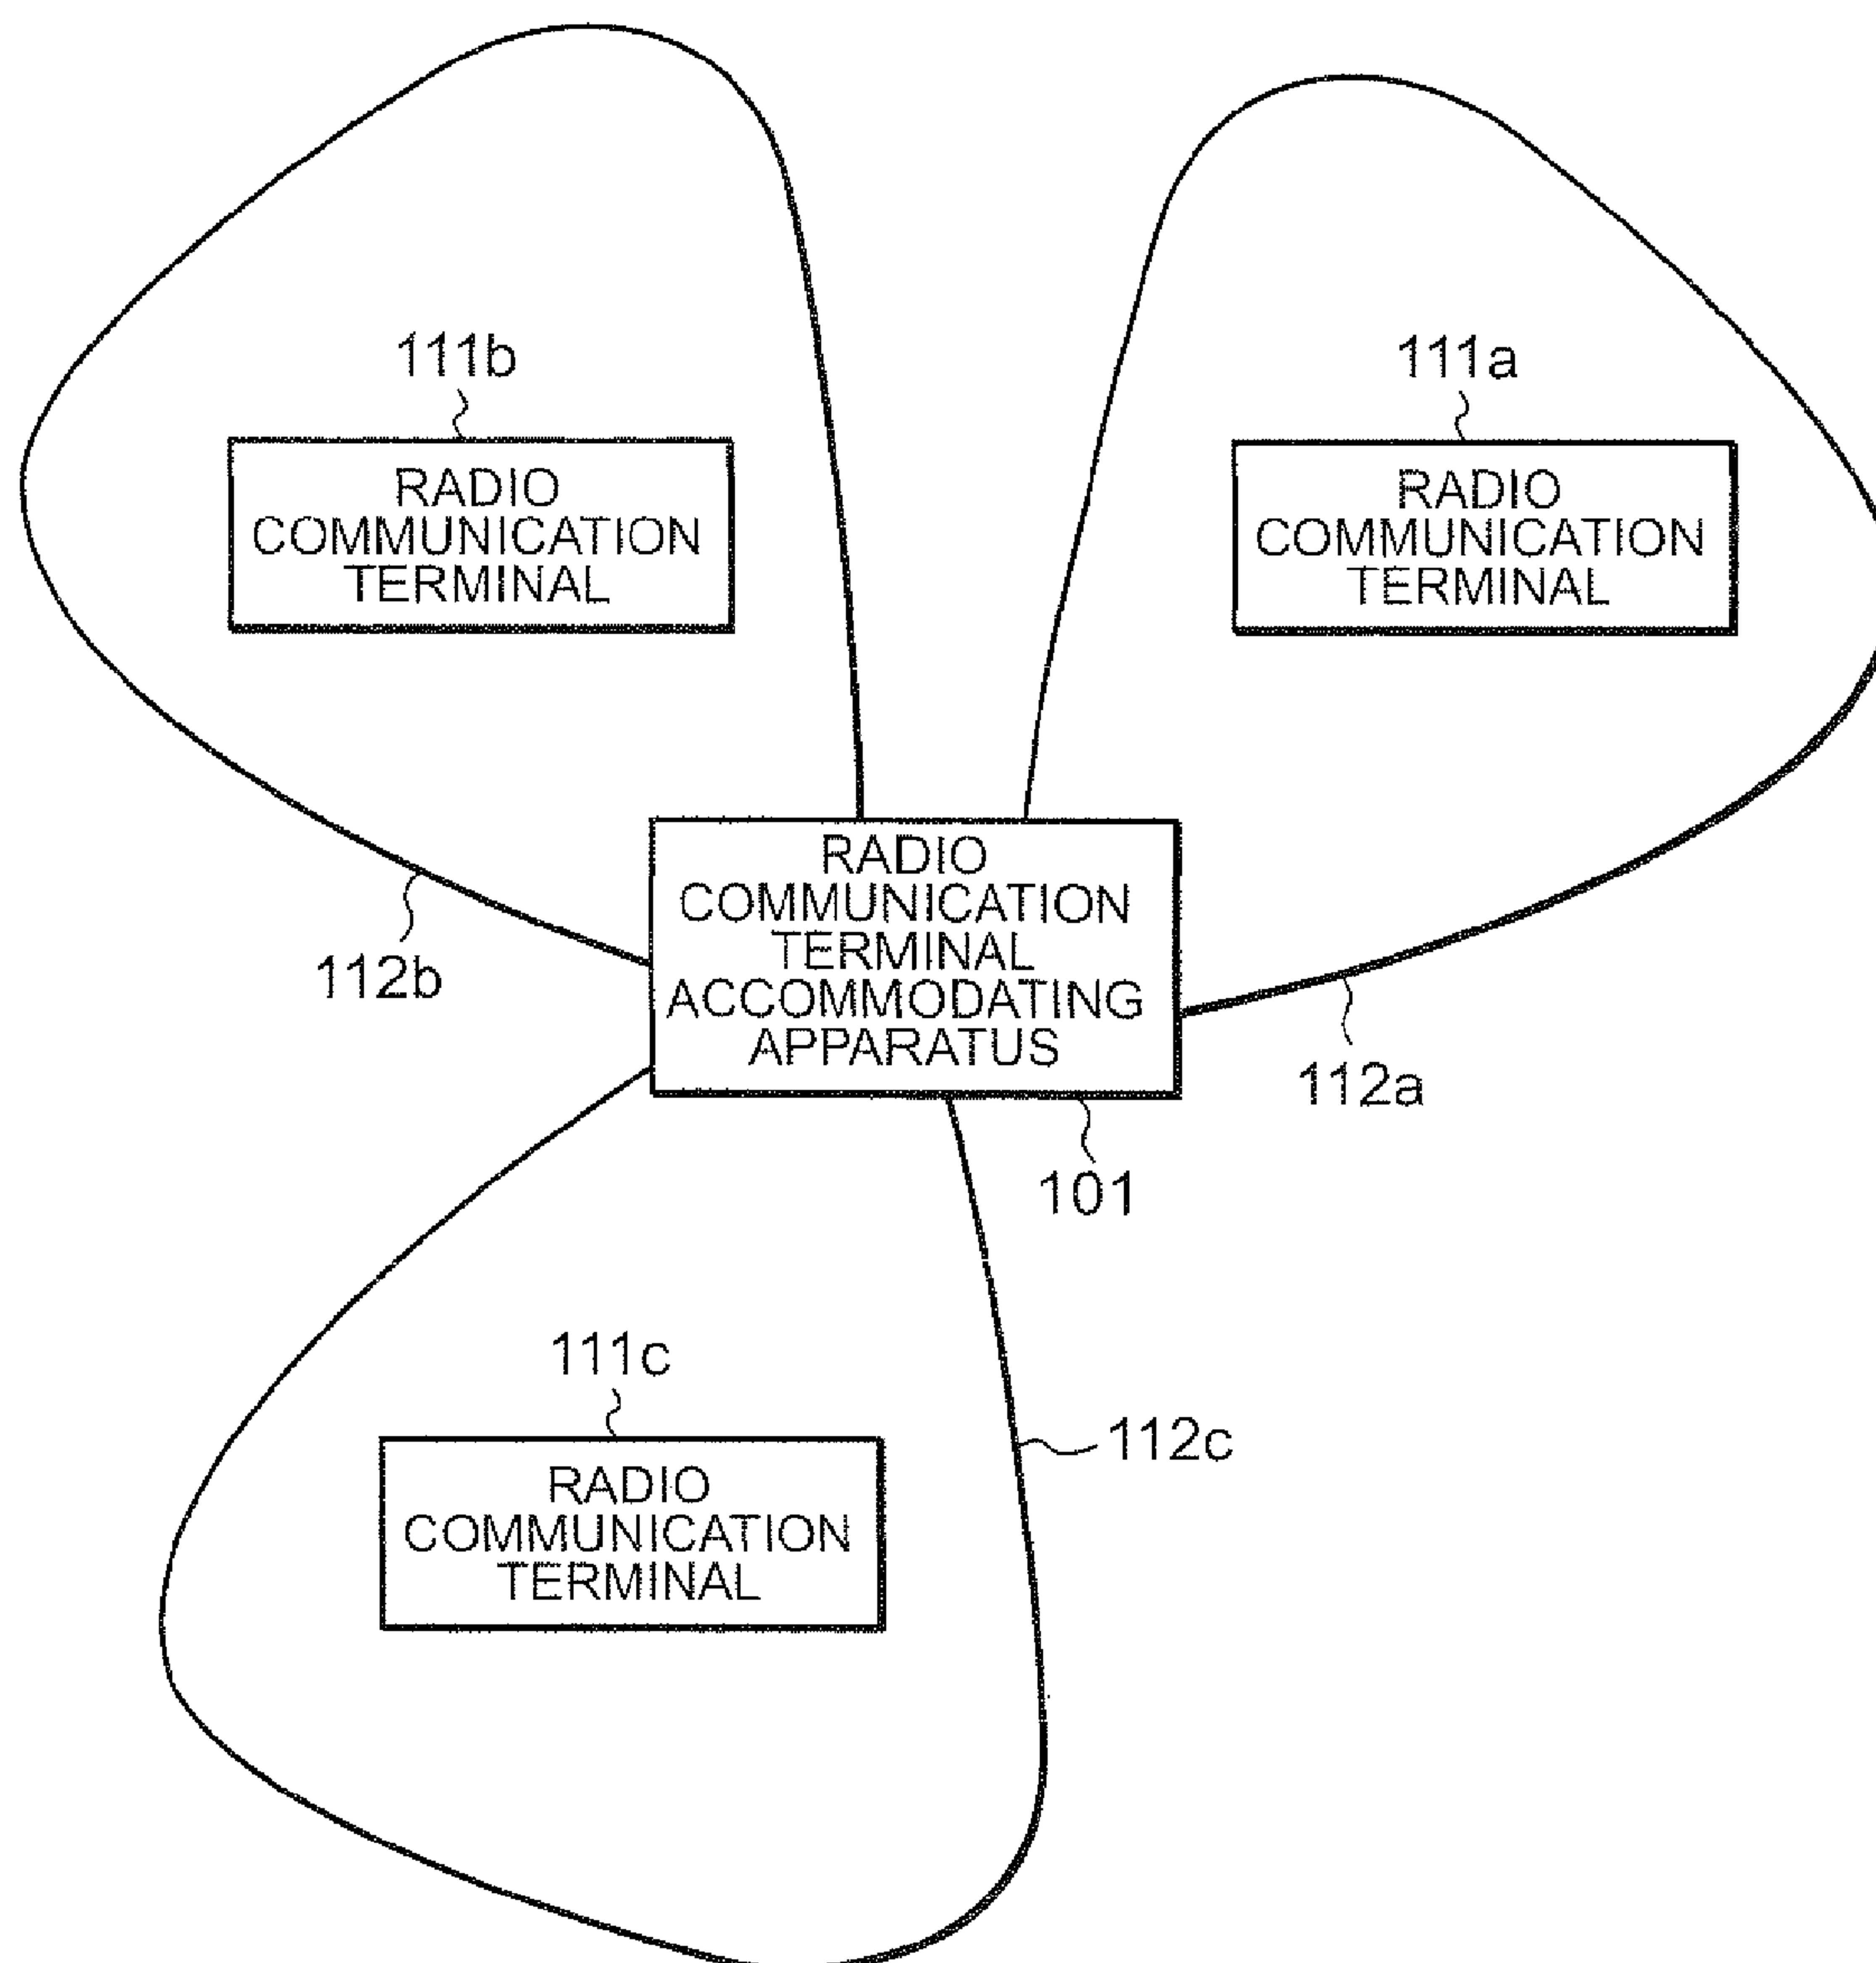 111b
RADIO
COMMUNICATION
TERMINAL
111a
RADIO
COMMUNICATION
TERMINAL
RADIO
COMMUNICATION
TERMINAL
ACCOMMODATING
APPARATUS
112b
112a
101
111c
RADIO
COMMUNICATION
TERMINAL
112c